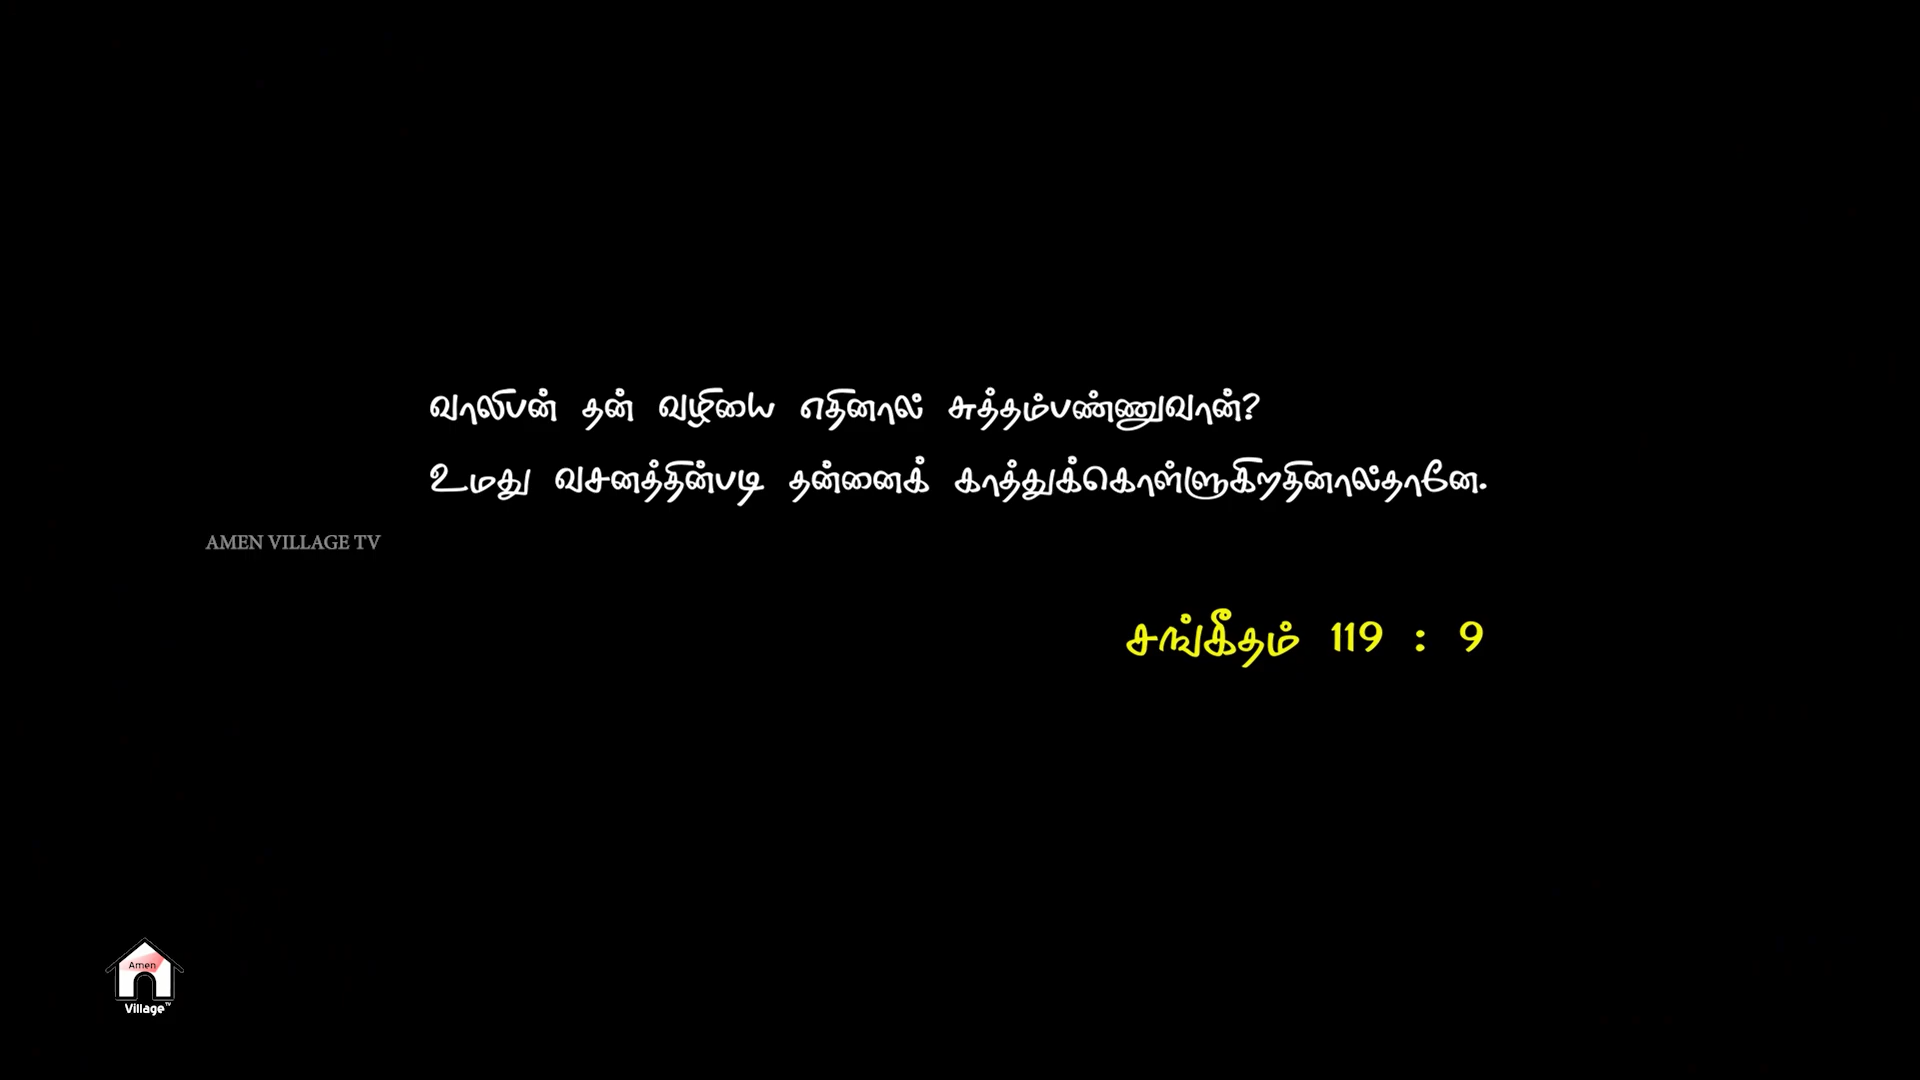 வாலிபன் தன் வழியை எதினால் சுத்தம்பண்ணுவான்?
உமது வசனத்தின்படி தன்னைக் காத்துக்கொள்ளுகிறதினால்தானே.
AMEN VILLAGE TV
சங்கீதம் 119 : 9
Amen
Village TV